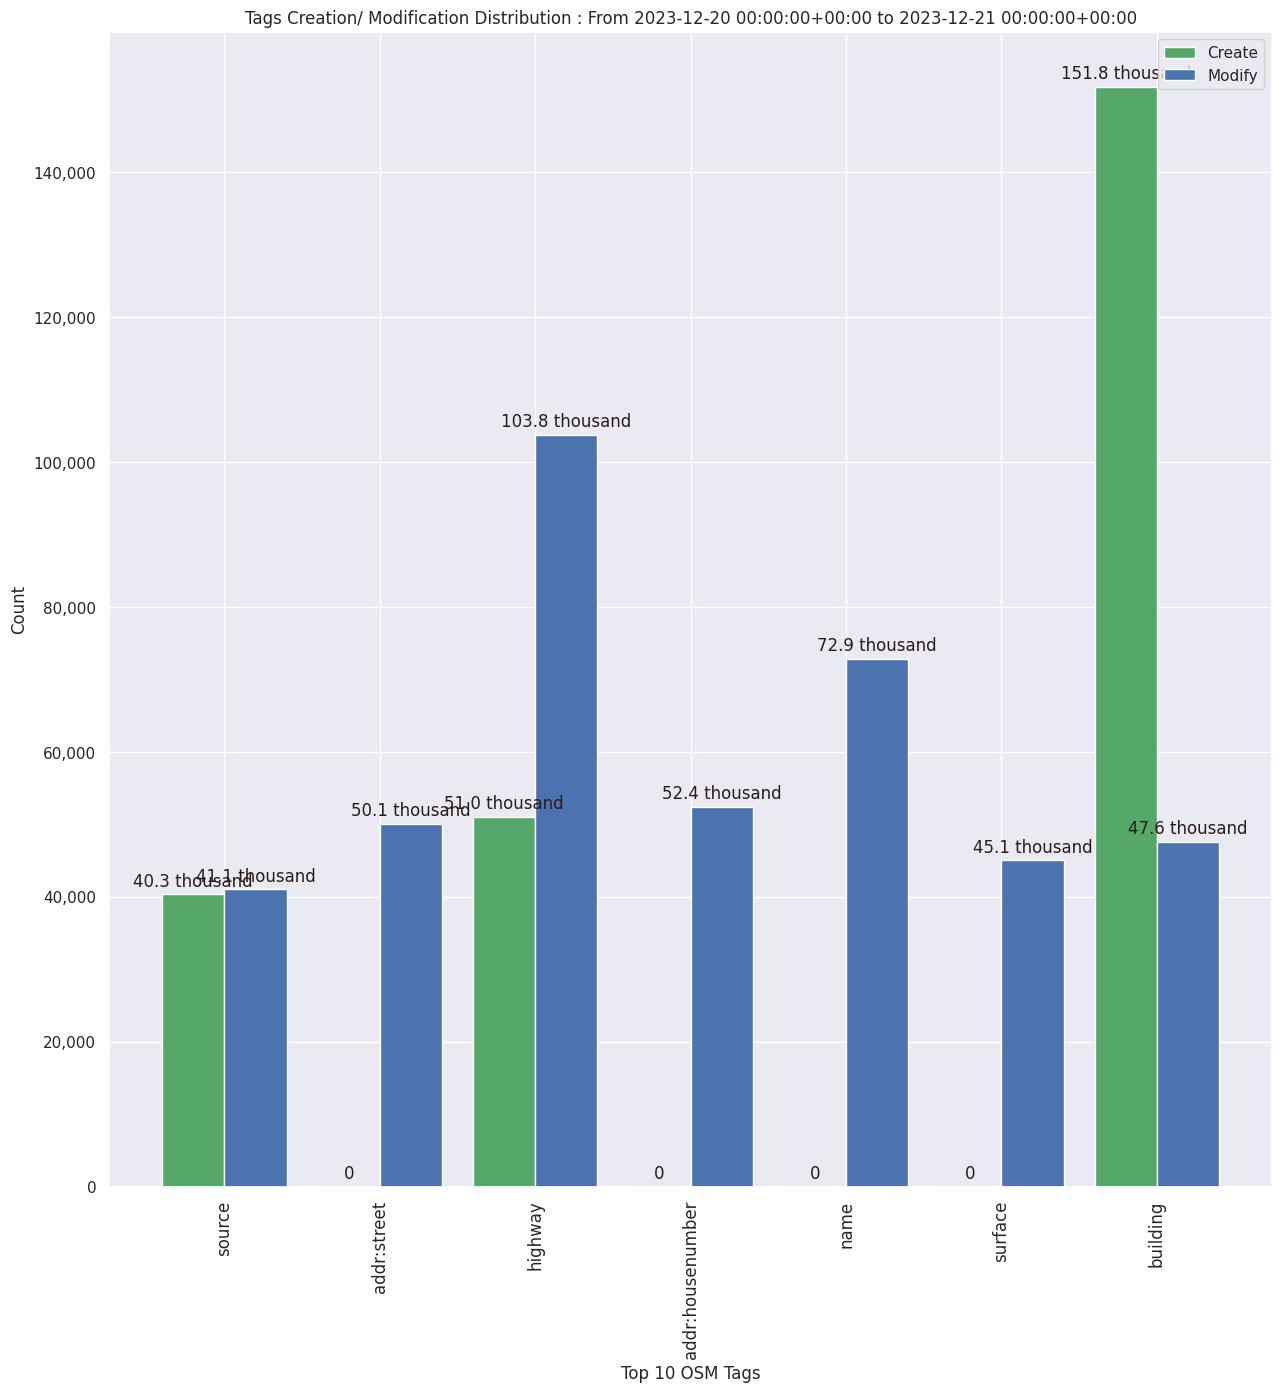 Tags Creation/ Modification Distribution : From 2023-12-20 00:00:00+00:00 to 2023-12-21 00:00:00+00:00
Create
Modify
151.8 thousand
140,000
120,000
103.8 thousand
100,000
80,000
72.9 thousand
60,000
50.1 thousand
51.0 thousand
52.4 thousand
47.6 thousand
45.1 thousand
40.3 thousand
41.1 thousand
40,000
20,000
0
0
0
0
0
Count
source
addr:street
highway
addr:housenumber
name
surface
building
Top 10 OSM Tags